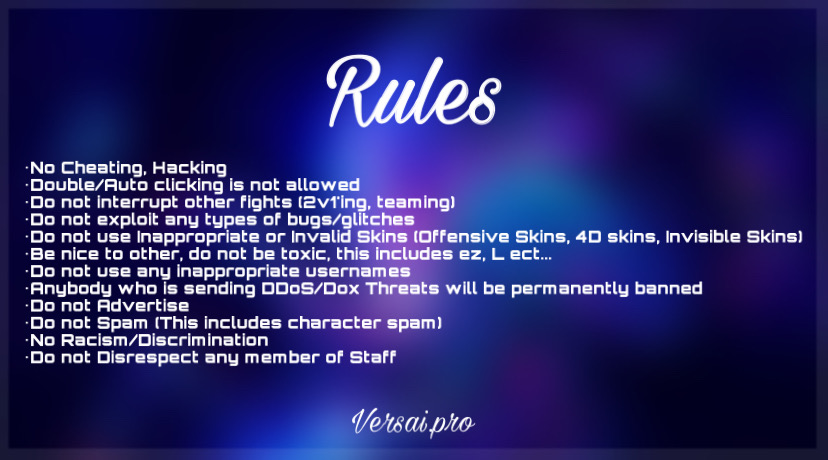 Rules
·No Cheating, Hacking
·Double/Auto clicking is not allowed
·Do not interrupt other fights (2v1'ing, teaming)
·Do not exploit any types of bugs/glitches
·Do not use Inappropriate or Invalid Skins (Offensive Skins, 4D skins, Invisible Skins)
·Be nice to other, do not be toxic, this includes ez, L ect...
·Do not use any inappropriate usernames
·Anybody who is sending DDoS/Dox Threats will be permanently banned
·Do not Advertise
·Do not Spam (This includes character spam)
·No Racism/Discrimination
·Do not Disrespect any member of Staff
Versai.pro